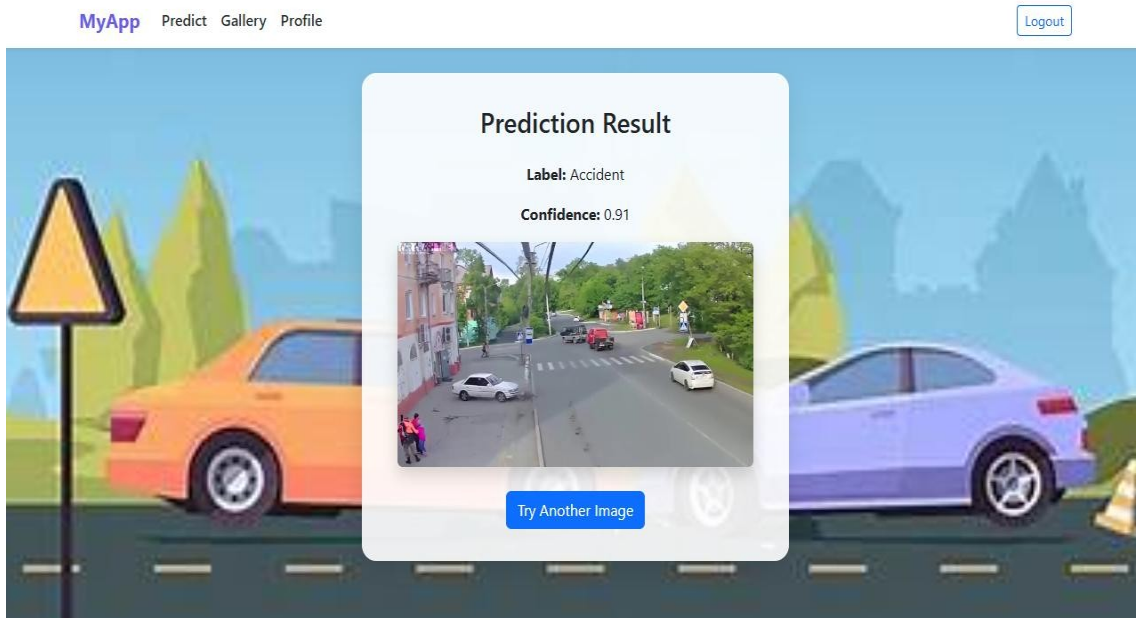 MyApp Predict Gallery Profile Logout
Prediction Result
Label: Accident
Confidence: 0.91
Try Another Image